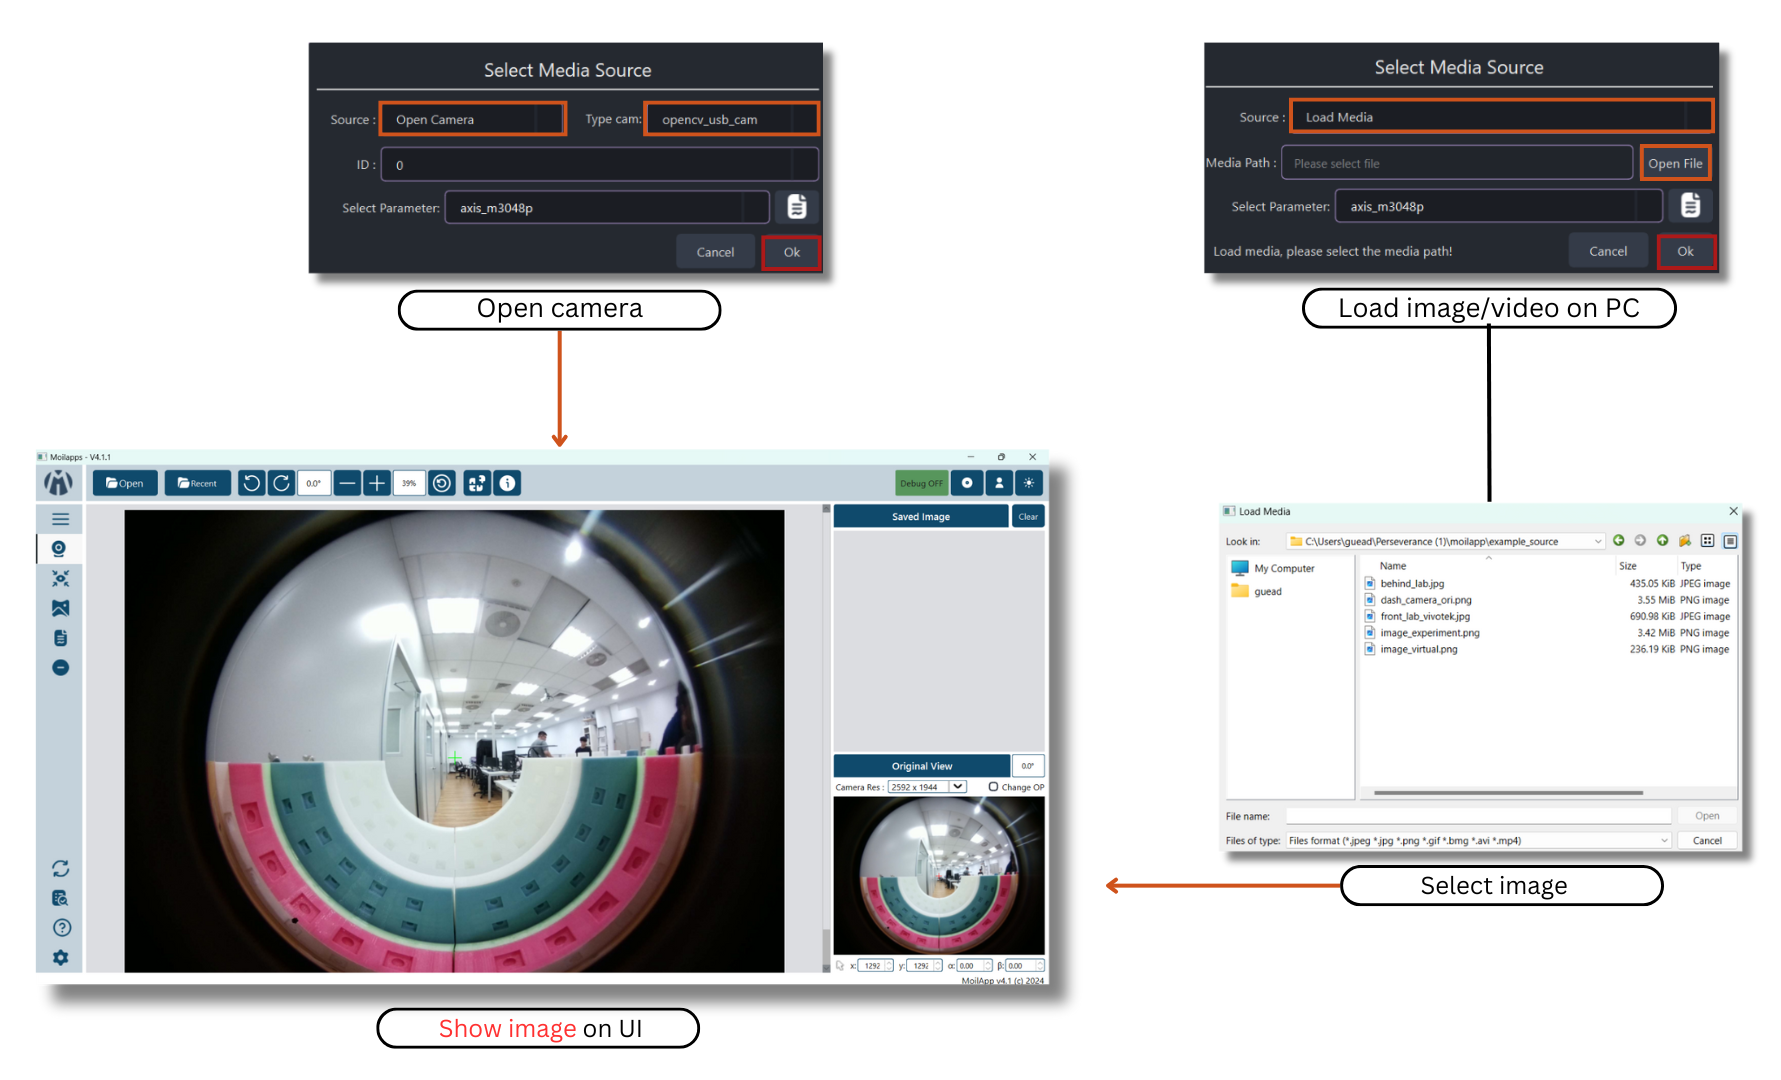 Select Media Source
Source : Open Camera Type cam: opencv_usb_cam
ID : 0
Select Parameter: axis_m3048p
Cancel Ok
Open camera
Select Media Source
Source : Load Media
Media Path : Please select file Open File
Select Parameter: axis_m3048p
Load media, please select the media path! Cancel Ok
Load image/video on PC
Moilapps - V4.1.1
Open Recent 0.0° 39% Debug OFF
Saved Image Clear
Original View 0.0°
Camera Res : 2592 x 1944 Change OP
x: 1292 y: 1292 α: 0.00 β: 0.00
MoilApp v4.1 (c) 2024
Show image on UI
Load Media
Look in: C:\Users\guead\Perseverance (1)\moilapp\example_source
My Computer
guead
Name Size Type
behind_lab.jpg 435.05 KiB JPEG image
dash_camera_ori.png 3.55 MiB PNG image
front_lab_vivotek.jpg 690.98 KiB JPEG image
image_experiment.png 3.42 MiB PNG image
image_virtual.png 236.19 KiB PNG image
File name: Open
Files of type: Files format (*.jpeg *.jpg *.png *.gif *.bmg *.avi *.mp4) Cancel
Select image